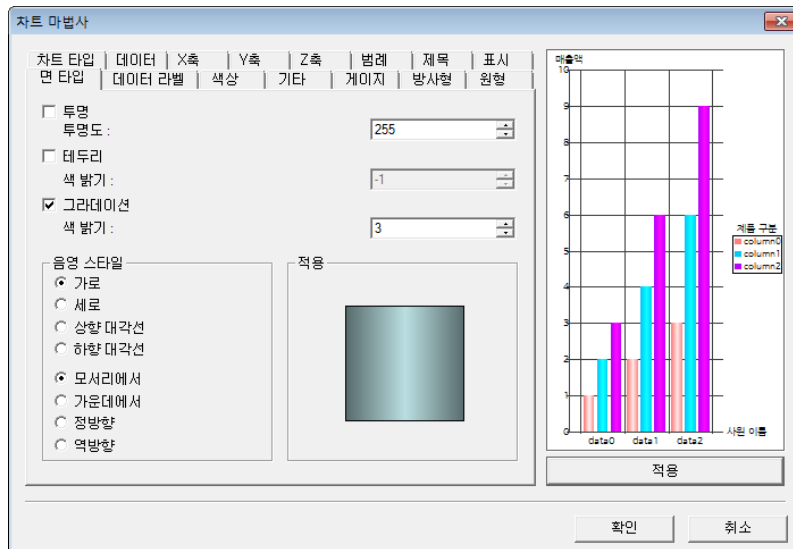 차트 마법사
차트 타입 데이터 X축 Y축 Z축 범례 제목 표시
면 타입 데이터 라벨 색상 기타 게이지 방사형 원형
투명
투명도 : 255
테두리
색 밝기 : -1
그라데이션
색 밝기 : 3
음영 스타일
가로
세로
상향 대각선
하향 대각선
모서리에서
가운데에서
정방향
역방향
적용
매출액
10
9
8
7
6
5
4
3
2
1
0
data0 data1 data2
사원 이름
제품 구분
column0
column1
column2
적용
확인 취소